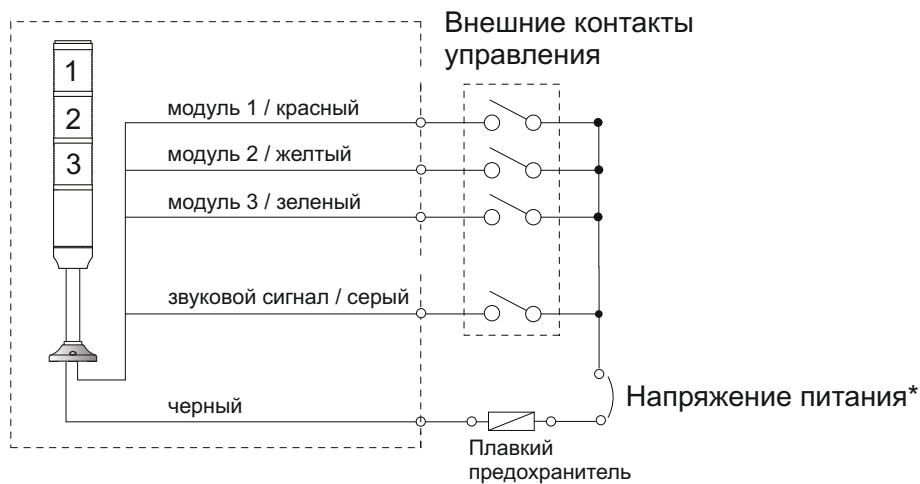 Внешние контакты
управления
1
2
3
модуль 1 / красный
модуль 2 / желтый
модуль 3 / зеленый
звуковой сигнал / серый
черный
Напряжение питания*
Плавкий
предохранитель